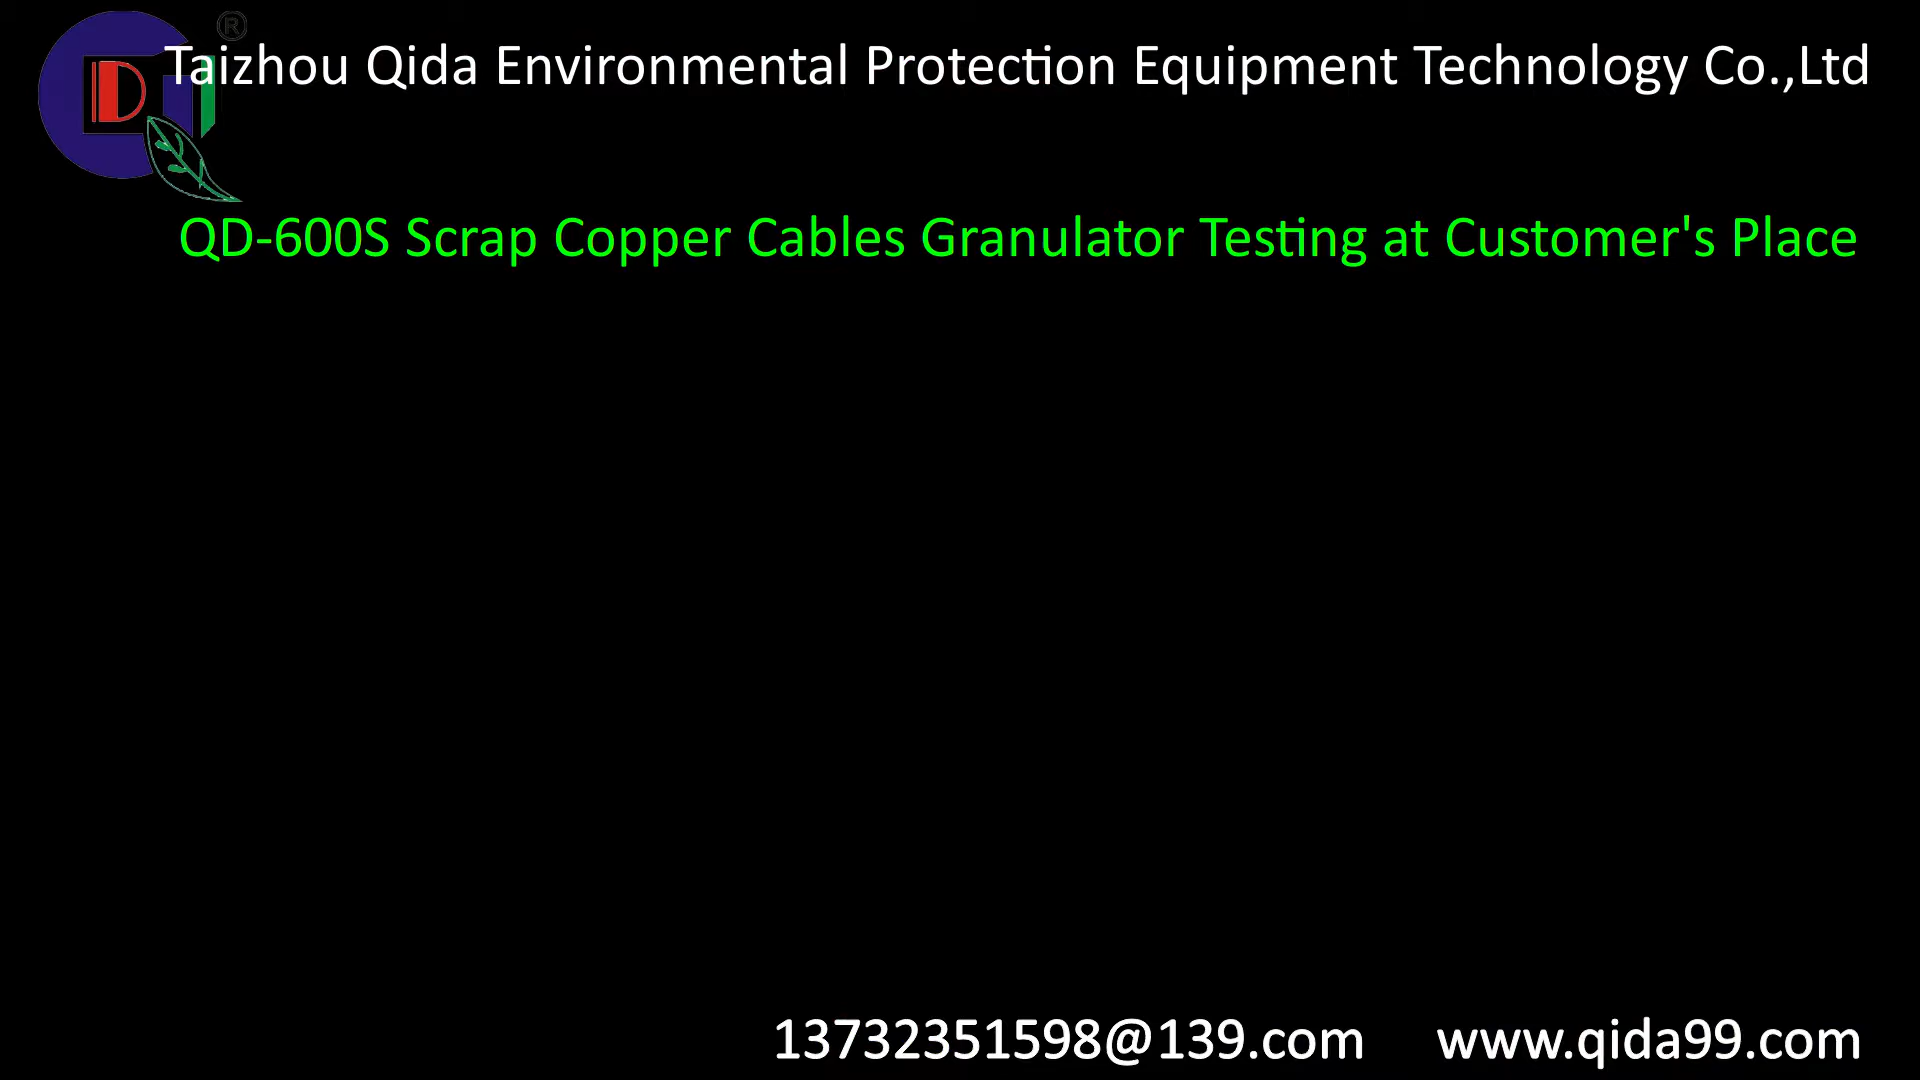 ®
Taizhou Qida Environmental Protection Equipment Technology Co.,Ltd
D
QD-600S Scrap Copper Cables Granulator Testing at Customer's Place
13732351598@139.com www.qida99.com